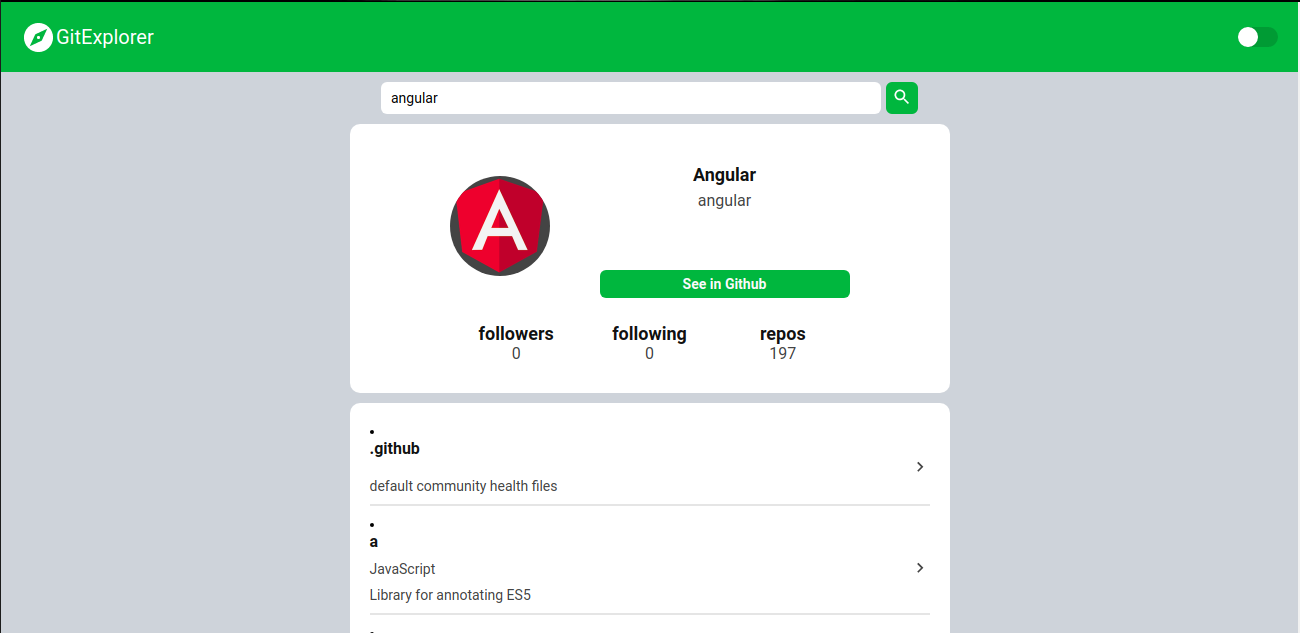 GitExplorer
angular
Angular
angular
See in Github
followers following repos
0 0 197
.github
default community health files
a
JavaScript
Library for annotating ES5